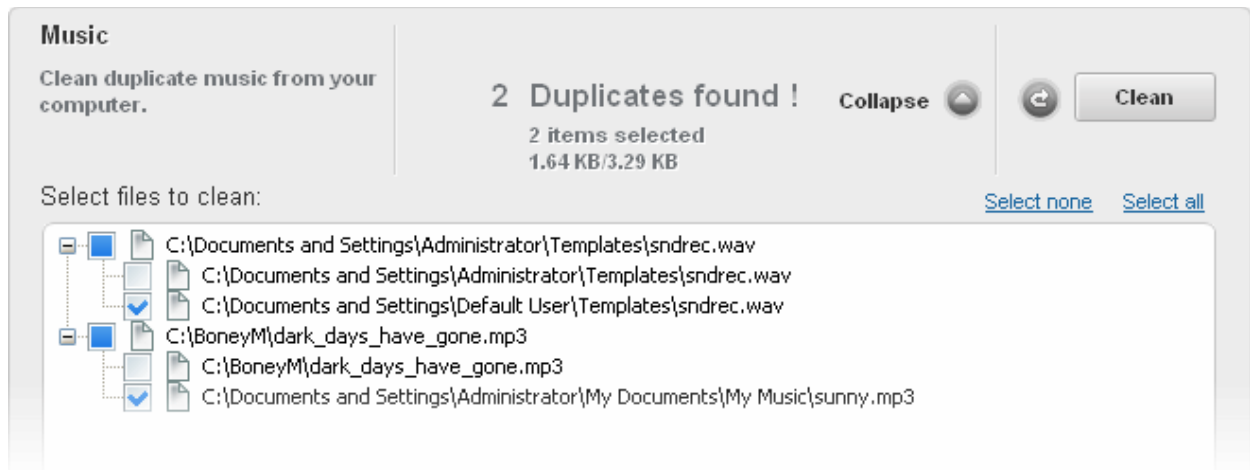 Music
Clean duplicate music from your
computer.
2 Duplicates found !
2 items selected
1.64 KB/3.29 KB
Collapse
Clean
Select files to clean:
Select none
Select all
C:\Documents and Settings\Administrator\Templates\sndrec.wav
C:\Documents and Settings\Administrator\Templates\sndrec.wav
C:\Documents and Settings\Default User\Templates\sndrec.wav
C:\BoneyM\dark_days_have_gone.mp3
C:\BoneyM\dark_days_have_gone.mp3
C:\Documents and Settings\Administrator\My Documents\My Music\sunny.mp3